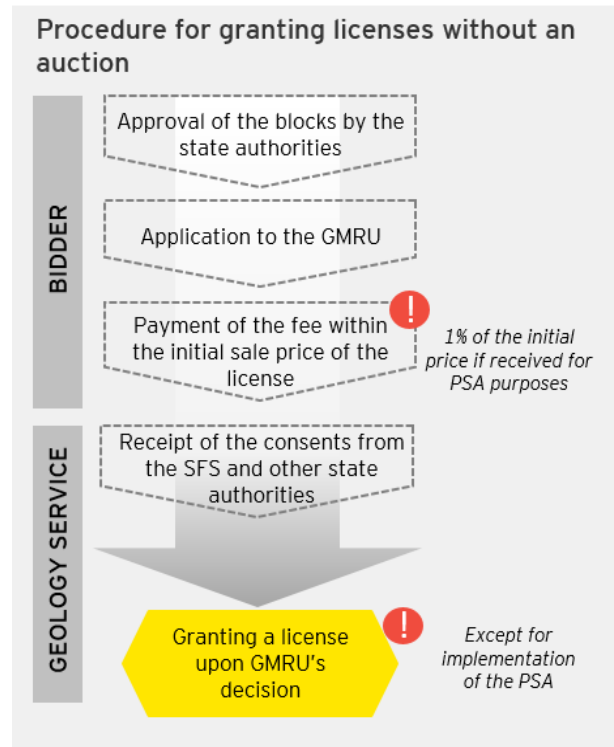 Procedure for granting licenses without an
auction
BIDDER
Approval of the blocks by the
state authorities
Application to the GMRU
!
Payment of the fee within
the initial sale price of the
license
1% of the initial
price if received for
PSA purposes
GEOLOGY SERVICE
Receipt of the consents from
the SFS and other state
authorities
!
Granting a license
upon GMRU's
decision
Except for
implementation
of the PSA